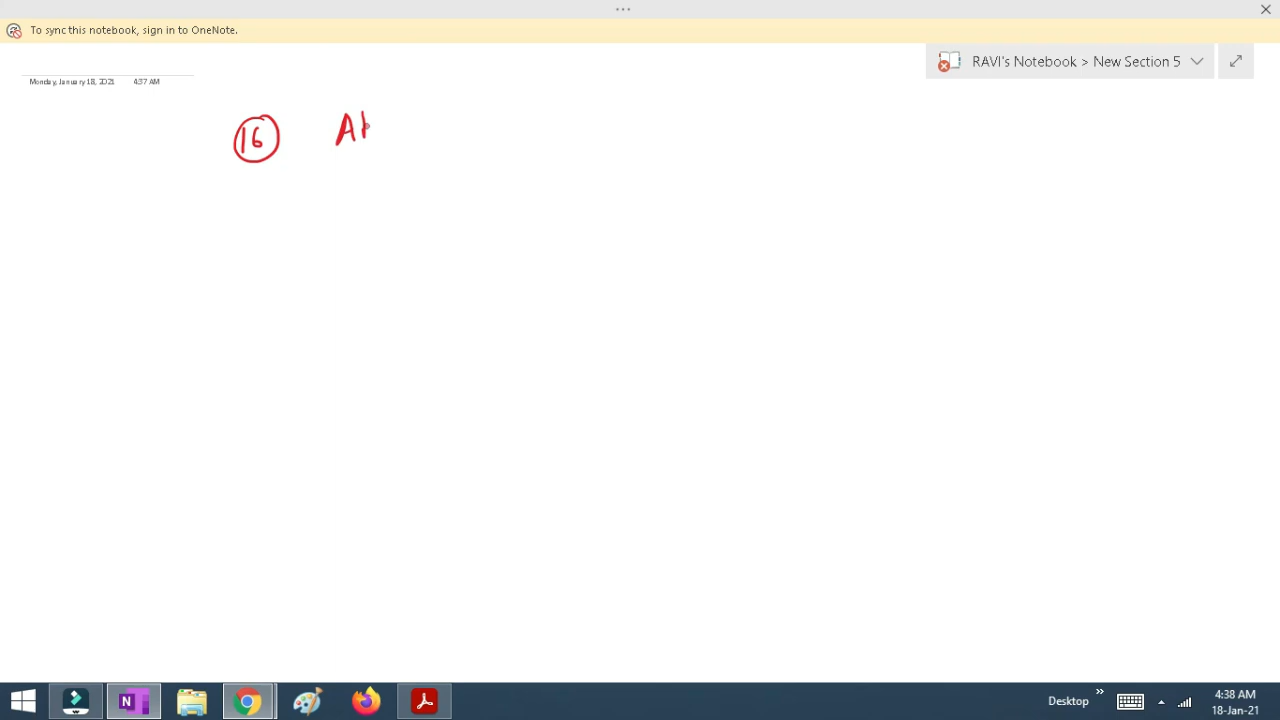 To sync this notebook, sign in to OneNote.
RAVI's Notebook > New Section 5
Monday, January 18, 2021 4:37 AM
16
Desktop
4:38 AM
18-Jan-21